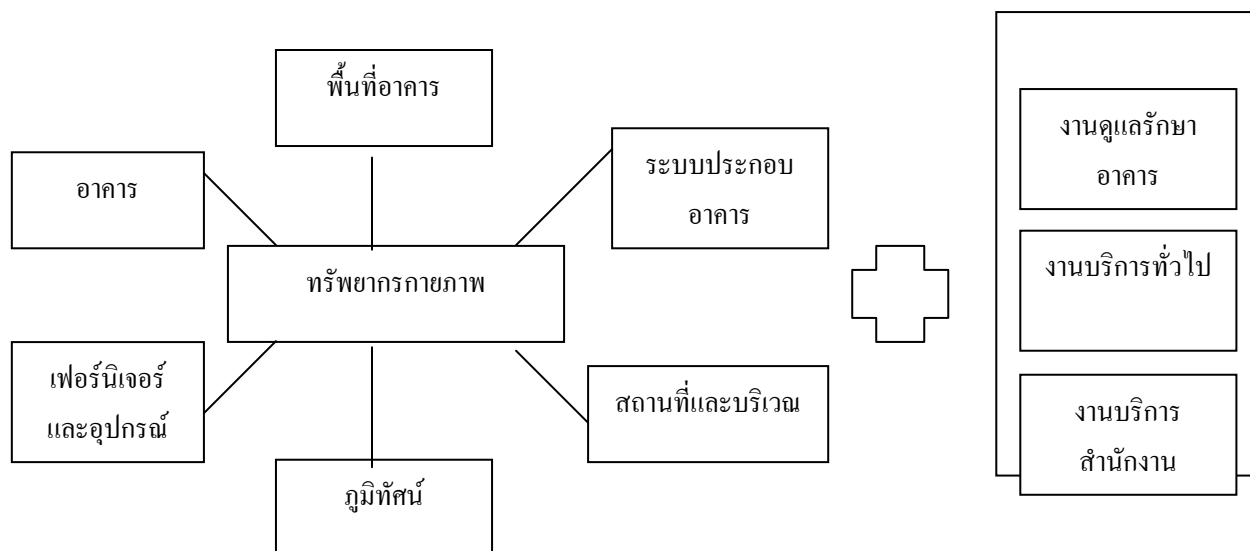 พื้นที่อาคาร
อาคาร
ระบบประกอบ
อาคาร
ทรัพยากรกายภาพ
เฟอร์นิเจอร์
และอุปกรณ์
สถานที่และบริเวณ
ภูมิทัศน์
งานดูแลรักษา
อาคาร
งานบริการทั่วไป
งานบริการ
สำนักงาน